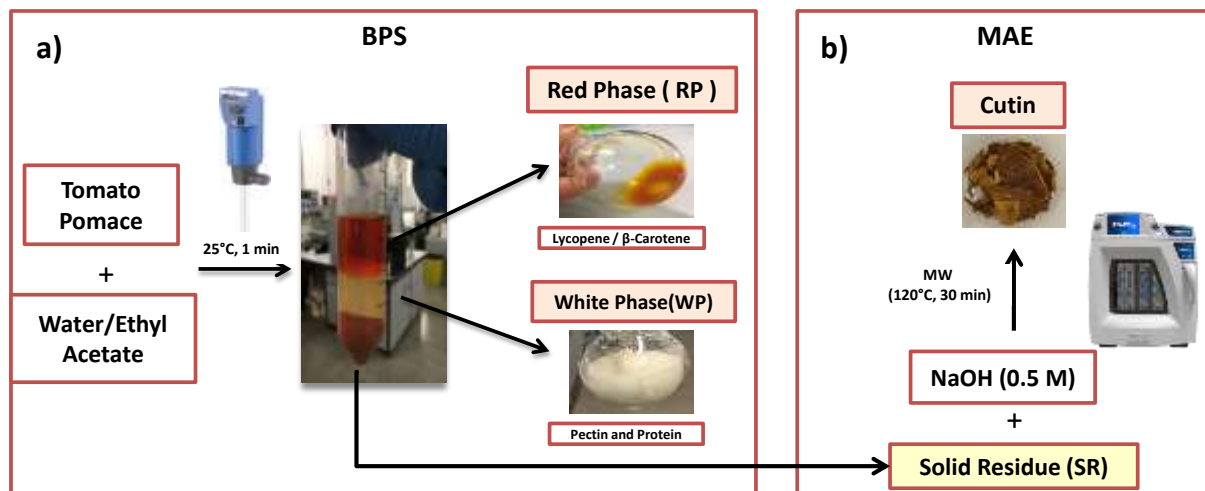 a)
BPS
Tomato
Pomace
+
Water/Ethyl
Acetate
25°C, 1 min
Red Phase ( RP )
Lycopene / β-Carotene
White Phase(WP)
Pectin and Protein
b)
MAE
Cutin
MW
(120°C, 30 min)
NaOH (0.5 M)
+
Solid Residue (SR)